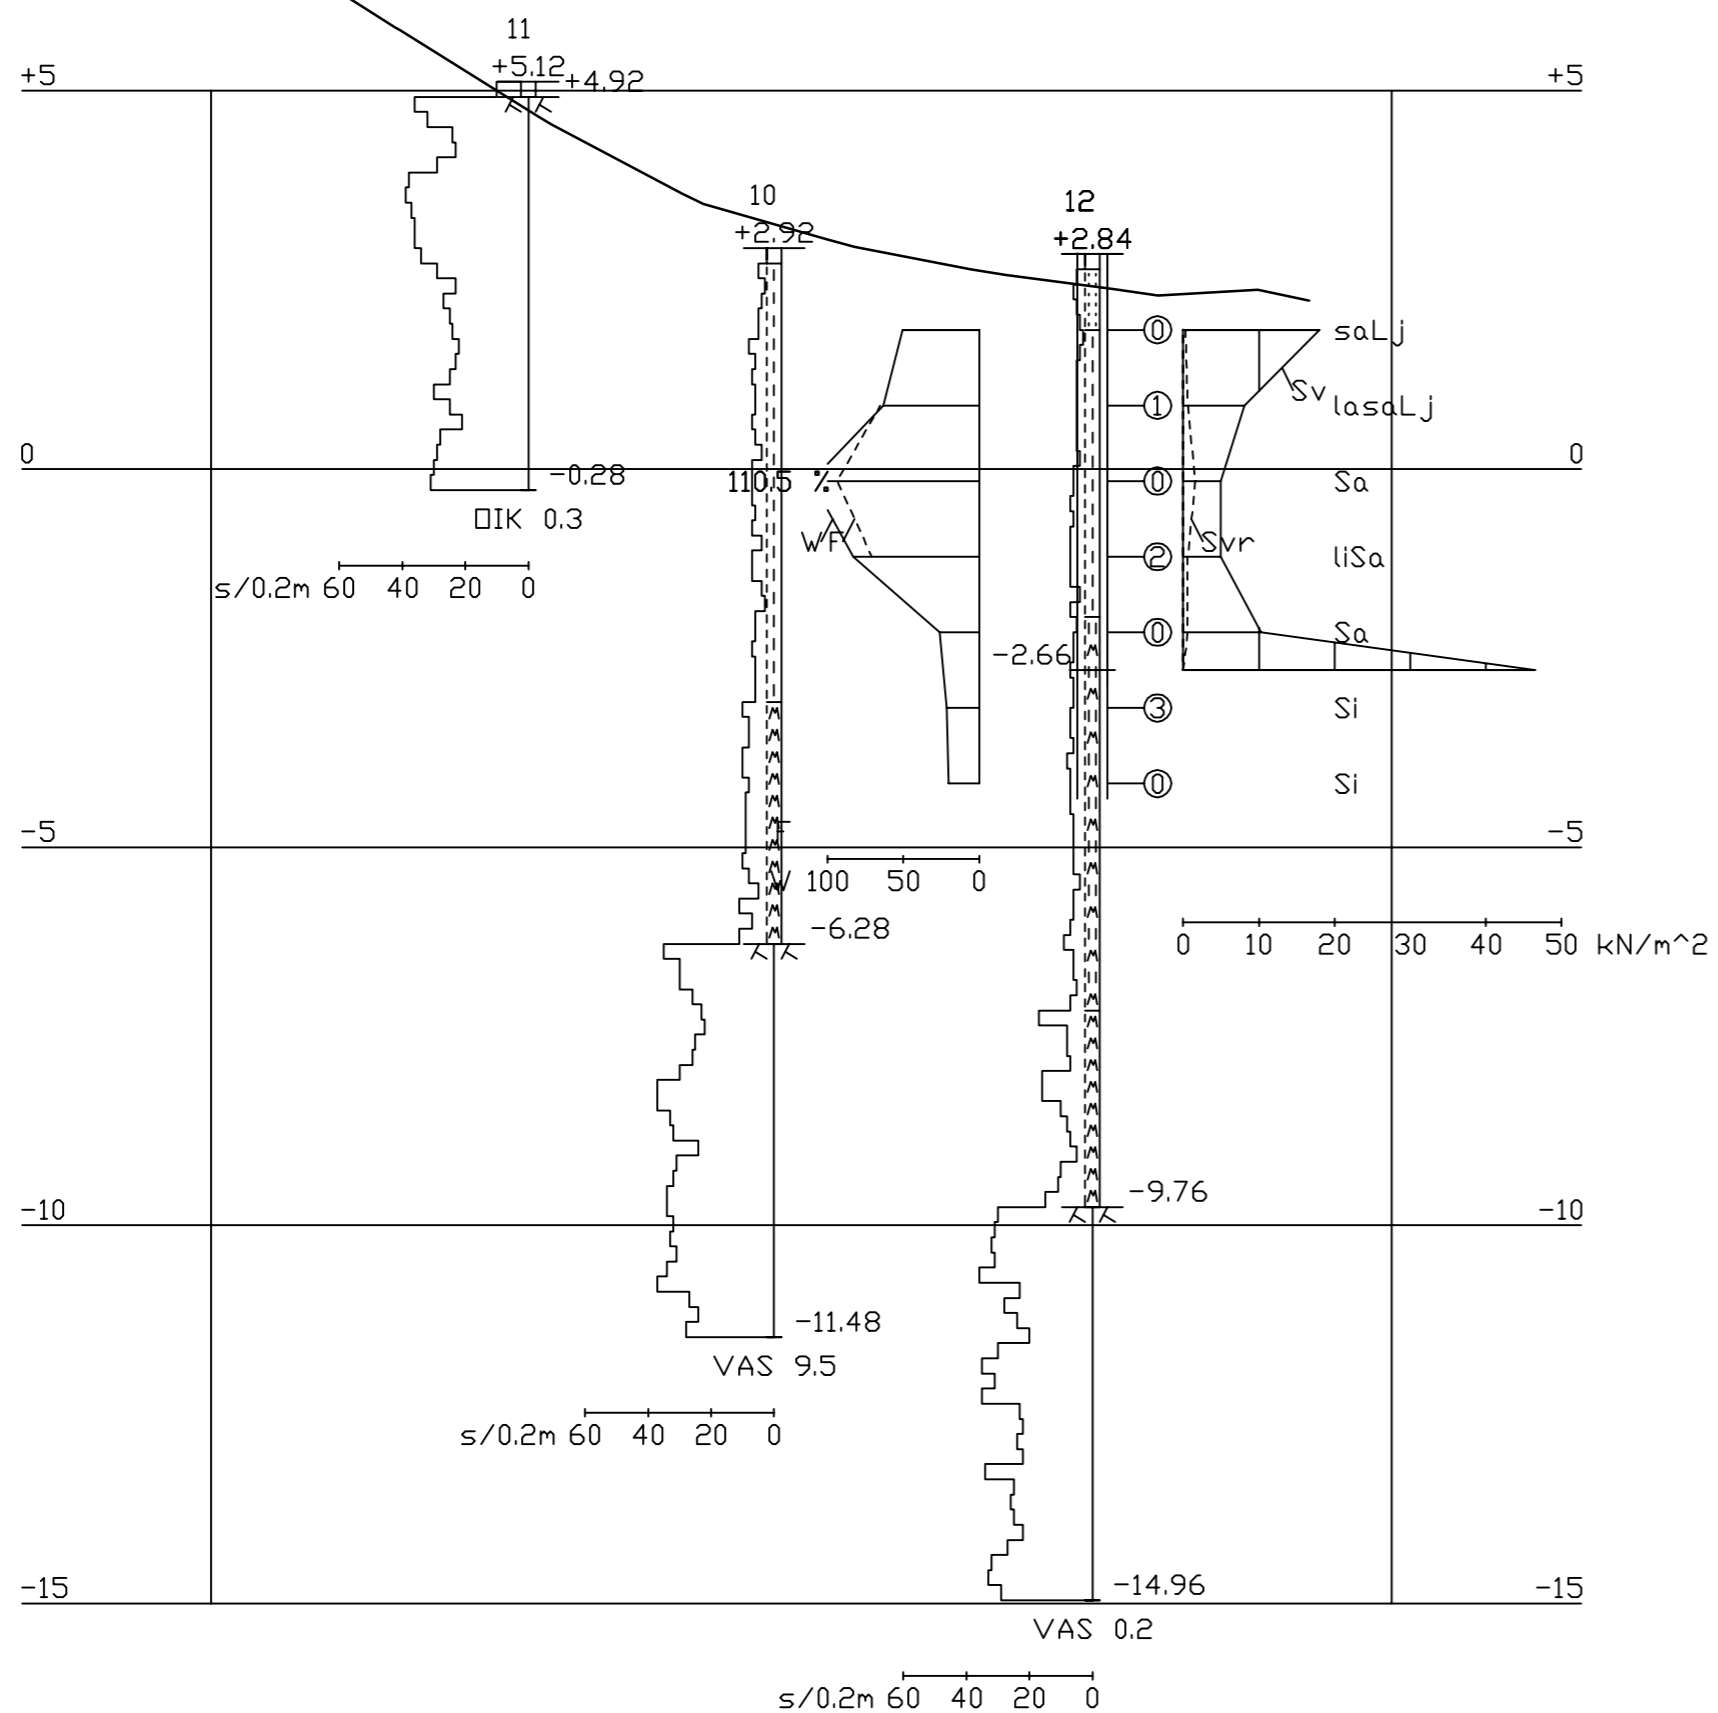 11
+5.12
+4.92
+5
+5
10
+2.92
12
+2.84
0
saLj
Sv
1
lasaLj
0
0
-0.28
110.5 %
0
Sa
OIK 0.3
WF
Svr
2
liSa
s/0.2m 60 40 20 0
0
Sa
-2.66
3
Si
0
Si
-5
-5
F
W 100 50 0
-6.28
0 10 20 30 40 50 kN/m^2
-9.76
-10
-10
-11.48
VAS 9.5
s/0.2m 60 40 20 0
-15
-15
-14.96
VAS 0.2
s/0.2m 60 40 20 0